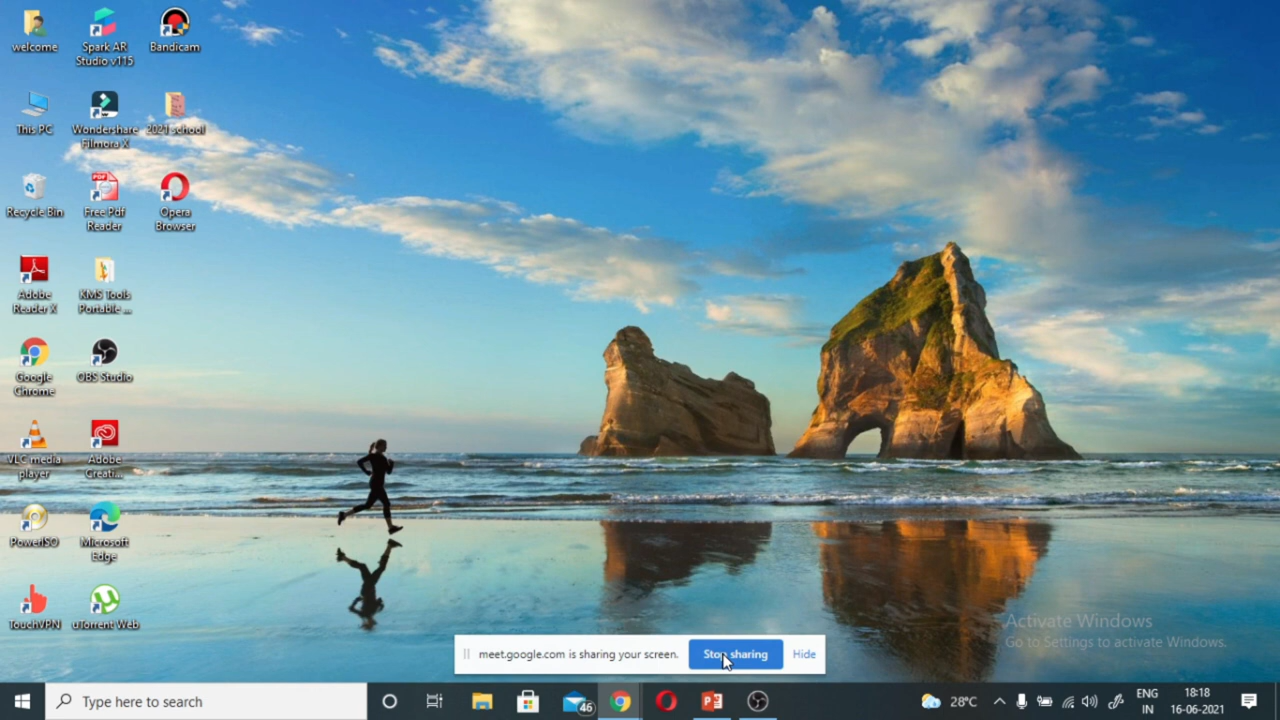 welcome
Spark AR
Studio v115
Bandicam
This PC
Wondershare
Filmora X
2021 school
Recycle Bin
Free Pdf
Reader
Opera
Browser
Adobe
Reader X
KMS Tools
Portable ...
Google
Chrome
OBS Studio
VLC media
player
Adobe
Creati...
PowerISO
Microsoft
Edge
TouchVPN
uTorrent Web
Activate Windows
Go to Settings to activate Windows.
meet.google.com is sharing your screen.
Stop sharing
Hide
Type here to search
46
28°C
ENG
IN
18:18
16-06-2021